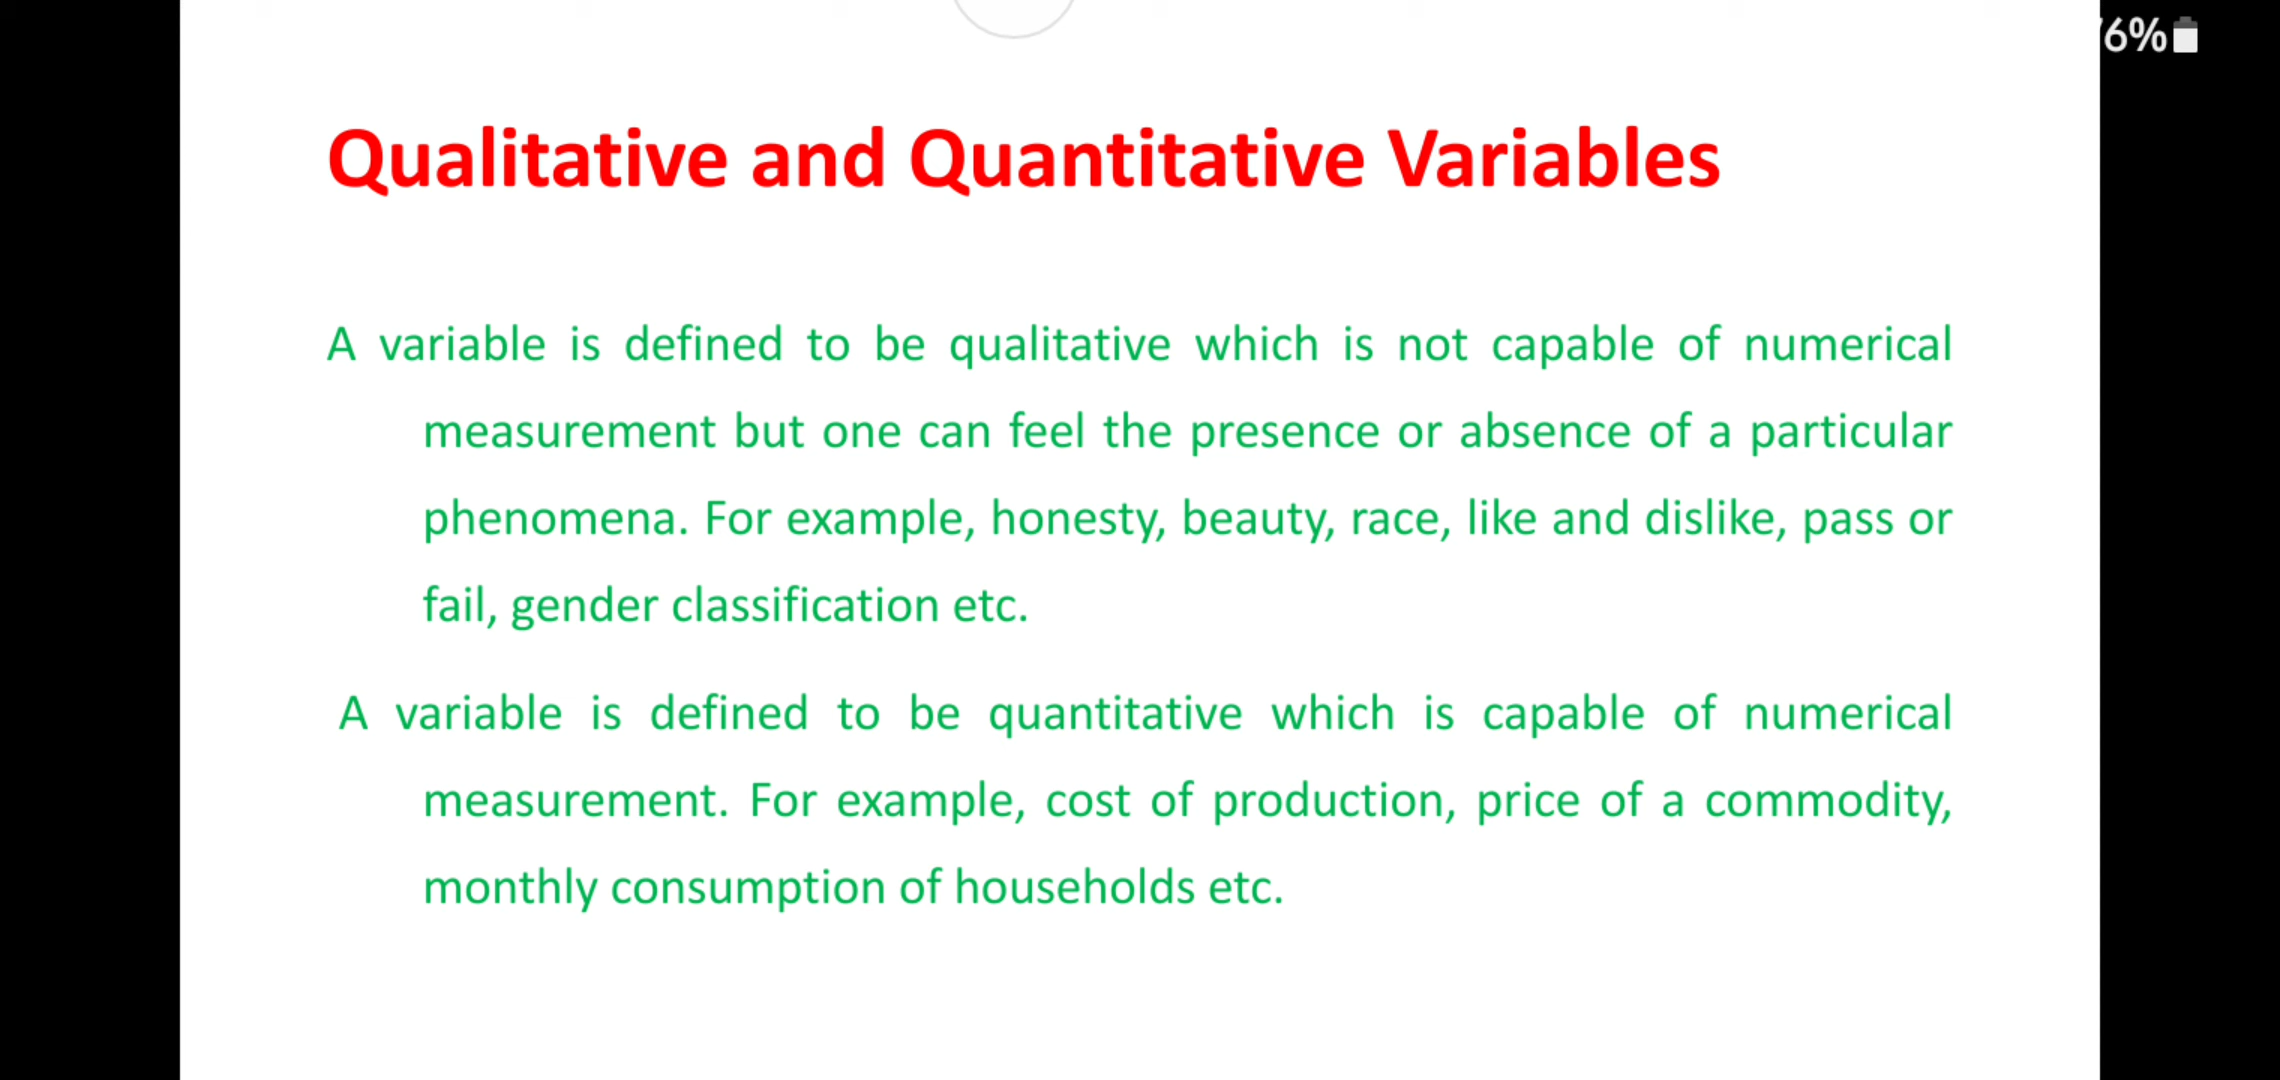 6%
Qualitative and Quantitative Variables
A variable is defined to be qualitative which is not capable of numerical
measurement but one can feel the presence or absence of a particular
phenomena. For example, honesty, beauty, race, like and dislike, pass or
fail, gender classification etc.
A variable is defined to be quantitative which is capable of numerical
measurement. For example, cost of production, price of a commodity,
monthly consumption of households etc.